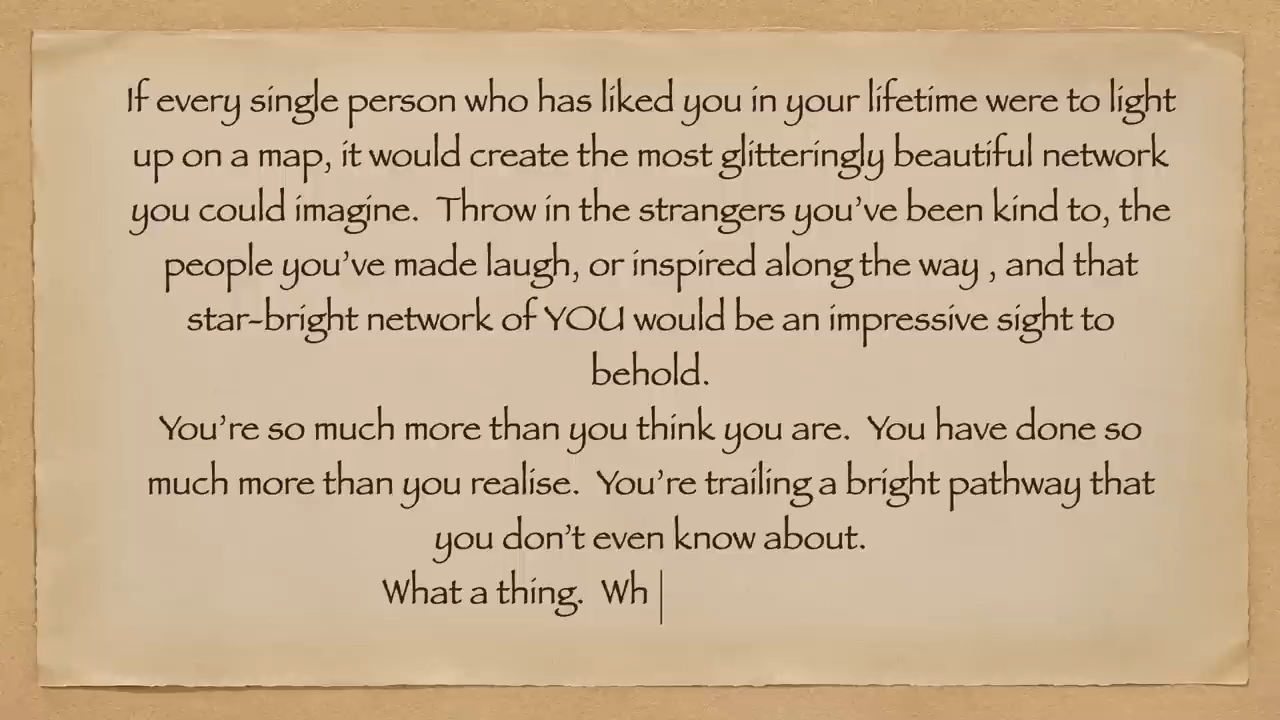 If every single person who has liked you in your lifetime were to light
up on a map, it would create the most glitteringly beautiful network
you could imagine.  Throw in the strangers you've been kind to, the
people you've made laugh, or inspired along the way , and that
star-bright network of YOU would be an impressive sight to
behold.
You're so much more than you think you are.  You have done so
much more than you realise.  You're trailing a bright pathway that
you don't even know about.
What a thing.  Wh